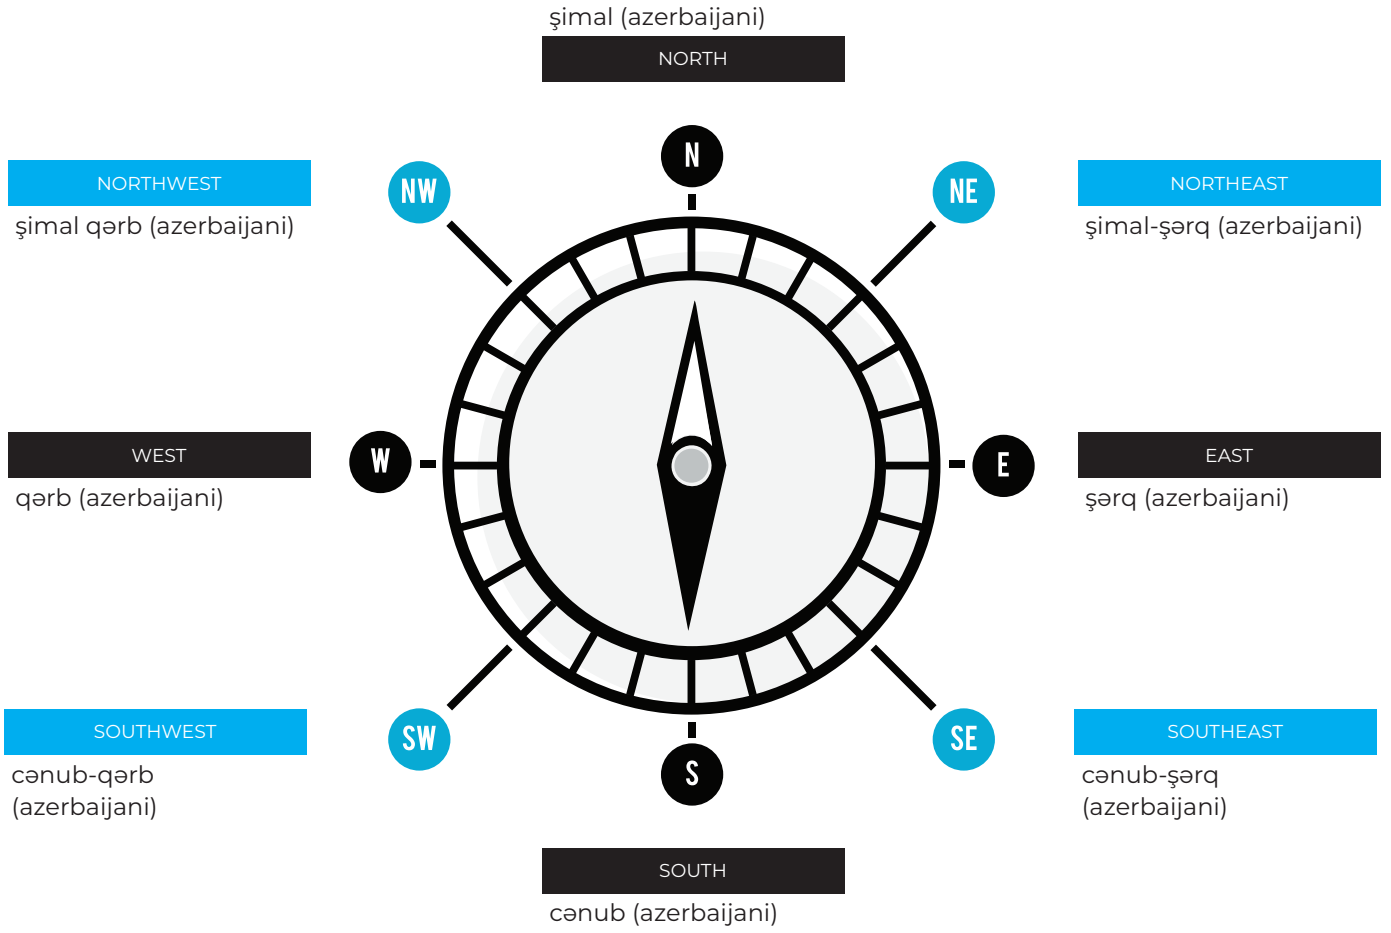 şimal (azerbaijani)
NORTH
N
NORTHWEST
şimal qərb (azerbaijani)
NW
NE
NORTHEAST
şimal-şərq (azerbaijani)
WEST
qərb (azerbaijani)
W
E
EAST
şərq (azerbaijani)
SOUTHWEST
cənub-qərb
(azerbaijani)
SW
SE
SOUTHEAST
cənub-şərq
(azerbaijani)
S
SOUTH
cənub (azerbaijani)